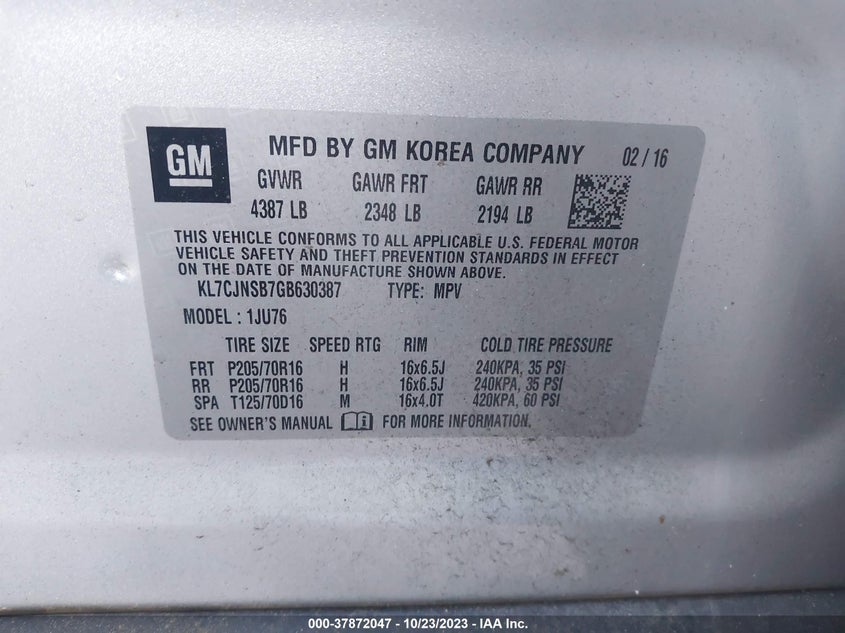 GM
MFD BY GM KOREA COMPANY 02 / 16
GVWR GAWR FRT GAWR RR
4387 LB 2348 LB 2194 LB
THIS VEHICLE CONFORMS TO ALL APPLICABLE U.S. FEDERAL MOTOR
VEHICLE SAFETY AND THEFT PREVENTION STANDARDS IN EFFECT
ON THE DATE OF MANUFACTURE SHOWN ABOVE.
KL7CJNSB7GB630387 TYPE: MPV
MODEL : 1JU76
TIRE SIZE SPEED RTG RIM COLD TIRE PRESSURE
FRT P205/70R16 H 16x6.5J 240KPA, 35 PSI
RR P205/70R16 H 16x6.5J 240KPA, 35 PSI
SPA T125/70D16 M 16x4.0T 420KPA, 60 PSI
SEE OWNER'S MANUAL FOR MORE INFORMATION.
000-37872047 - 10/23/2023 - IAA Inc.